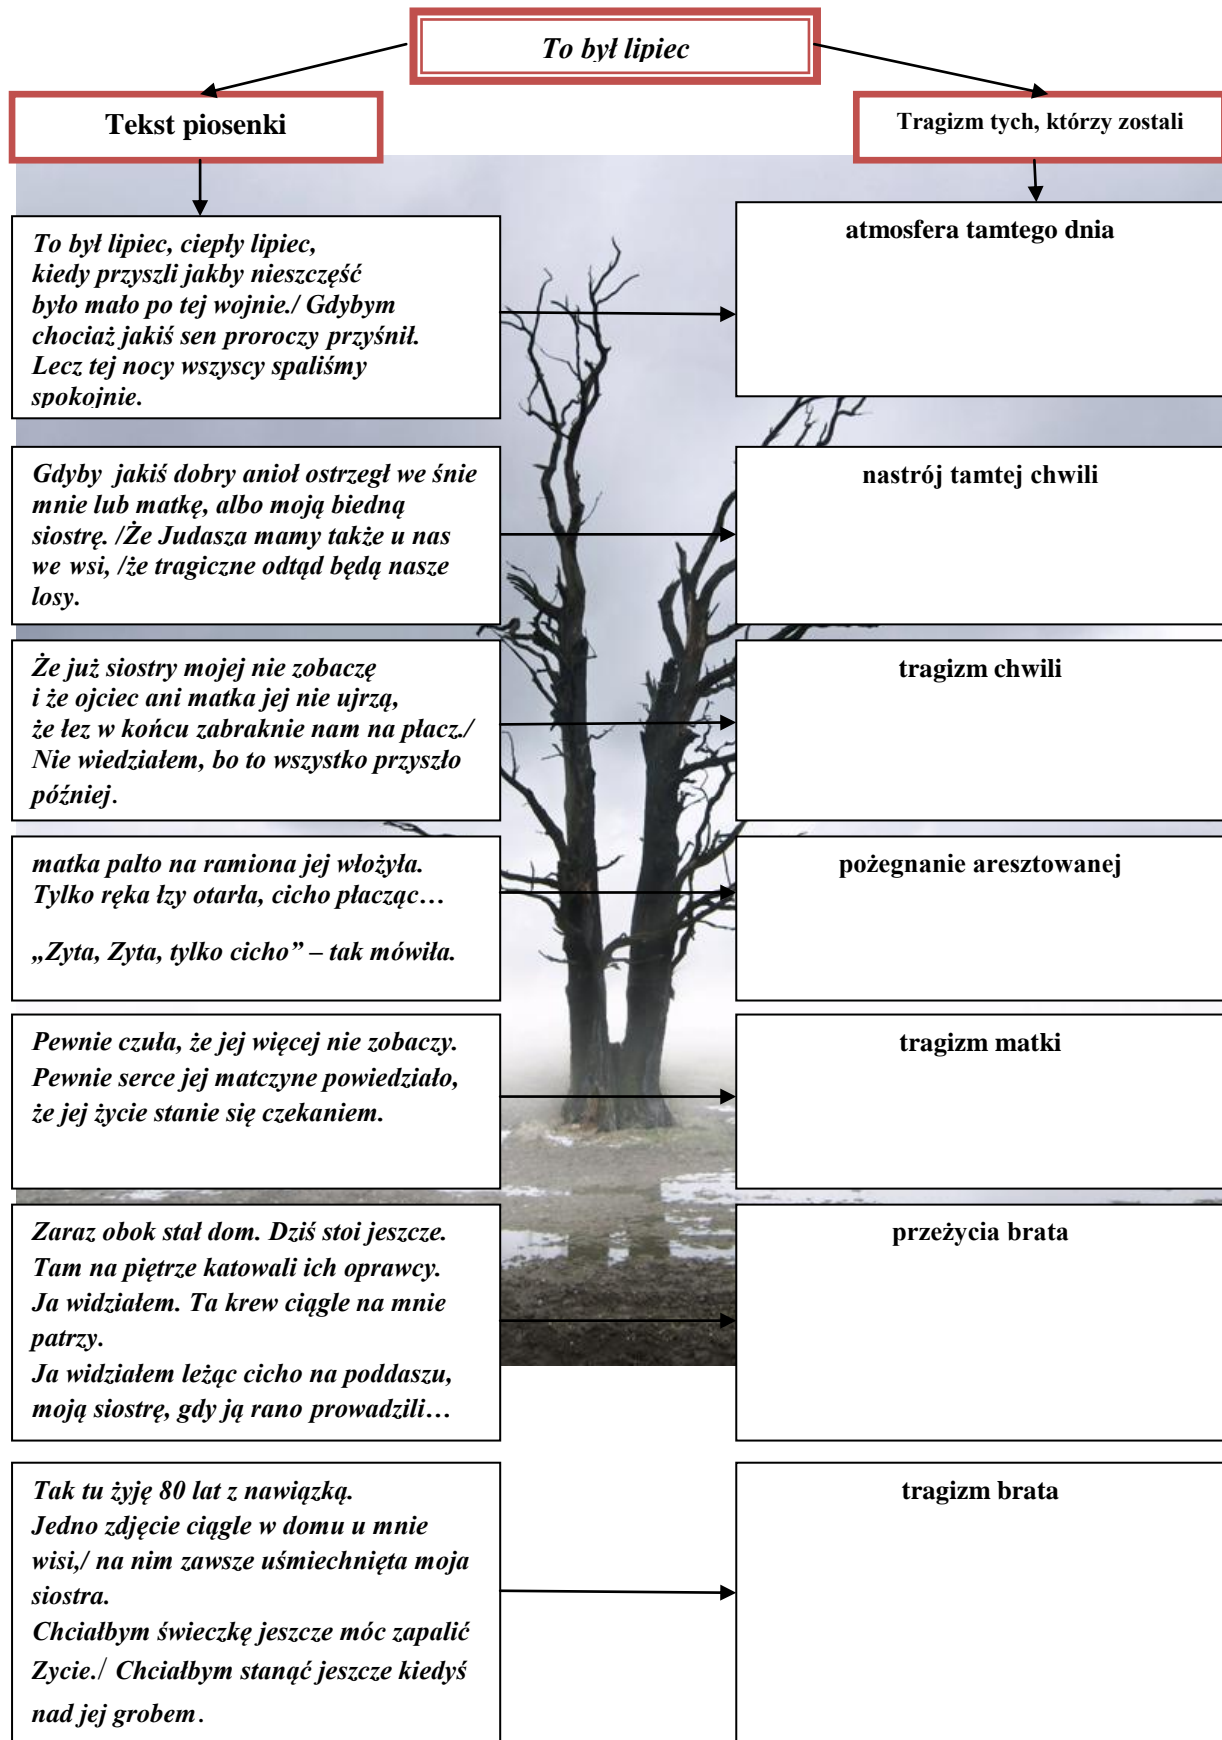 To był lipiec
Tekst piosenki
Tragizm tych, którzy zostali
To był lipiec, ciepły lipiec,
kiedy przyszli jakby nieszczęść
było mało po tej wojnie./ Gdybym
chociaż jakiś sen proroczy przyśnił.
Lecz tej nocy wszyscy spaliśmy
spokojnie.
atmosfera tamtego dnia
Gdyby jakiś dobry anioł ostrzegł we śnie
mnie lub matkę, albo moją biedną
siostrę. /Że Judasza mamy także u nas
we wsi, /że tragiczne odtąd będą nasze
losy.
nastrój tamtej chwili
Że już siostry mojej nie zobaczę
i że ojciec ani matka jej nie ujrzą,
że łez w końcu zabraknie nam na płacz./
Nie wiedziałem, bo to wszystko przyszło
później.
tragizm chwili
matka palto na ramiona jej włożyła.
Tylko ręka łzy otarła, cicho płacząc…
„Zyta, Zyta, tylko cicho” – tak mówiła.
pożegnanie aresztowanej
Pewnie czuła, że jej więcej nie zobaczy.
Pewnie serce jej matczyne powiedziało,
że jej życie stanie się czekaniem.
tragizm matki
Zaraz obok stał dom. Dziś stoi jeszcze.
Tam na piętrze katowali ich oprawcy.
Ja widziałem. Ta krew ciągle na mnie
patrzy.
Ja widziałem leżąc cicho na poddaszu,
moją siostrę, gdy ją rano prowadzili…
przeżycia brata
Tak tu żyję 80 lat z nawiązką.
Jedno zdjęcie ciągle w domu u mnie
wisi,/ na nim zawsze uśmiechnięta moja
siostra.
Chciałbym świeczkę jeszcze móc zapalić
Zycie./ Chciałbym stanąć jeszcze kiedyś
nad jej grobem.
tragizm brata